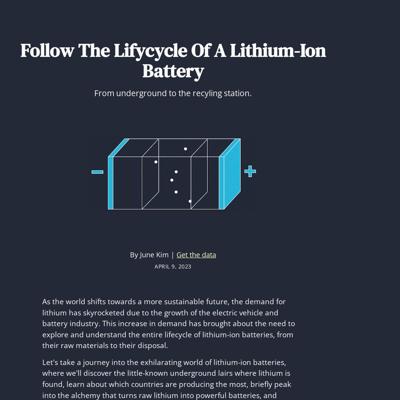 Follow The Lifycycle Of A Lithium-Ion
Battery
From underground to the recyling station.
By June Kim | Get the data
APRIL 9, 2023
As the world shifts towards a more sustainable future, the demand for
lithium has skyrocketed due to the growth of the electric vehicle and
battery industry. This increase in demand has brought about the need to
explore and understand the entire lifecycle of lithium-ion batteries, from
their raw materials to their disposal.
Let's take a journey into the exhilarating world of lithium-ion batteries,
where we'll discover the little-known underground lairs where lithium is
found, learn about which countries are producing the most, briefly peak
into the alchemy that turns raw lithium into powerful batteries, and